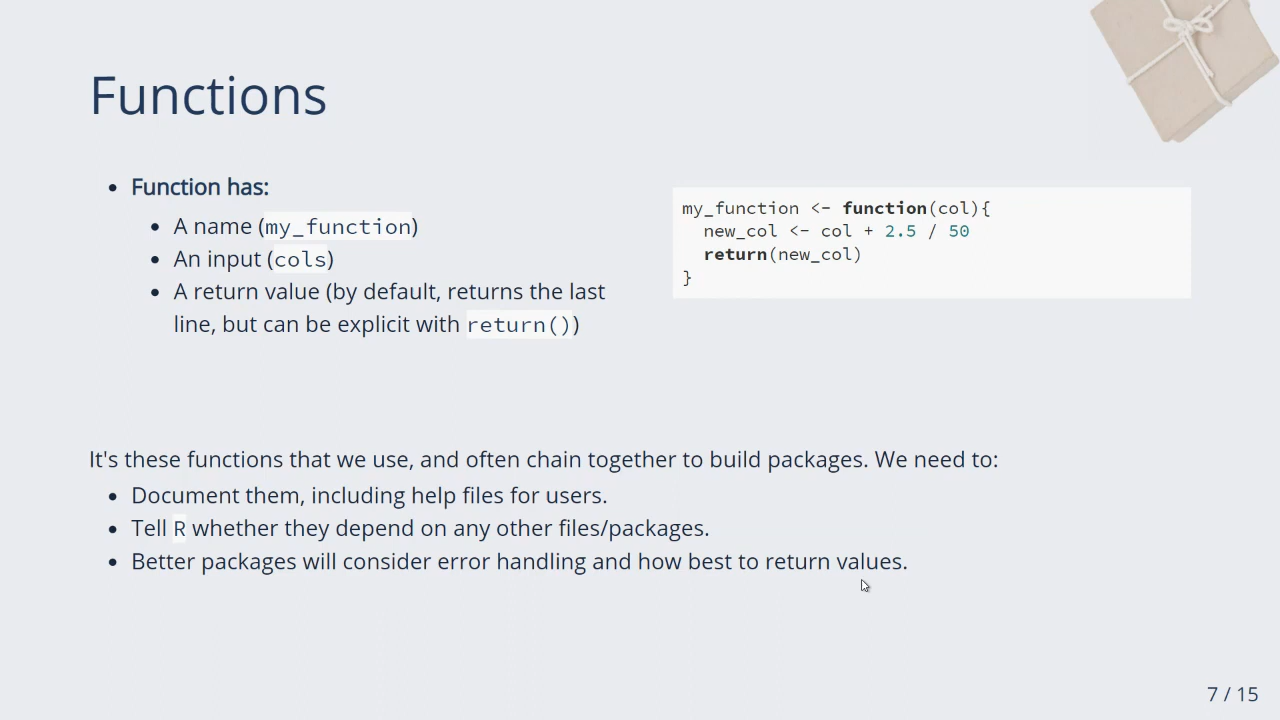 Functions
• Function has:
• A name (my_function)
• An input (cols)
• A return value (by default, returns the last
line, but can be explicit with return())
my_function <- function(col){
  new_col <- col + 2.5 / 50
  return(new_col)
}
It's these functions that we use, and often chain together to build packages. We need to:
• Document them, including help files for users.
• Tell R whether they depend on any other files/packages.
• Better packages will consider error handling and how best to return values.
7 / 15